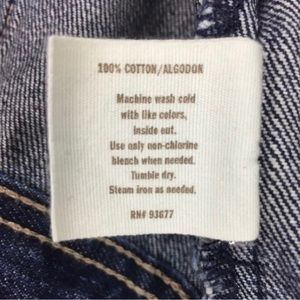 100% COTTON/ALGODON
Machine wash cold
with like colors,
inside out.
Use only non-chlorine
bleach when needed.
Tumble dry.
Steam iron as needed.
RN# 93677